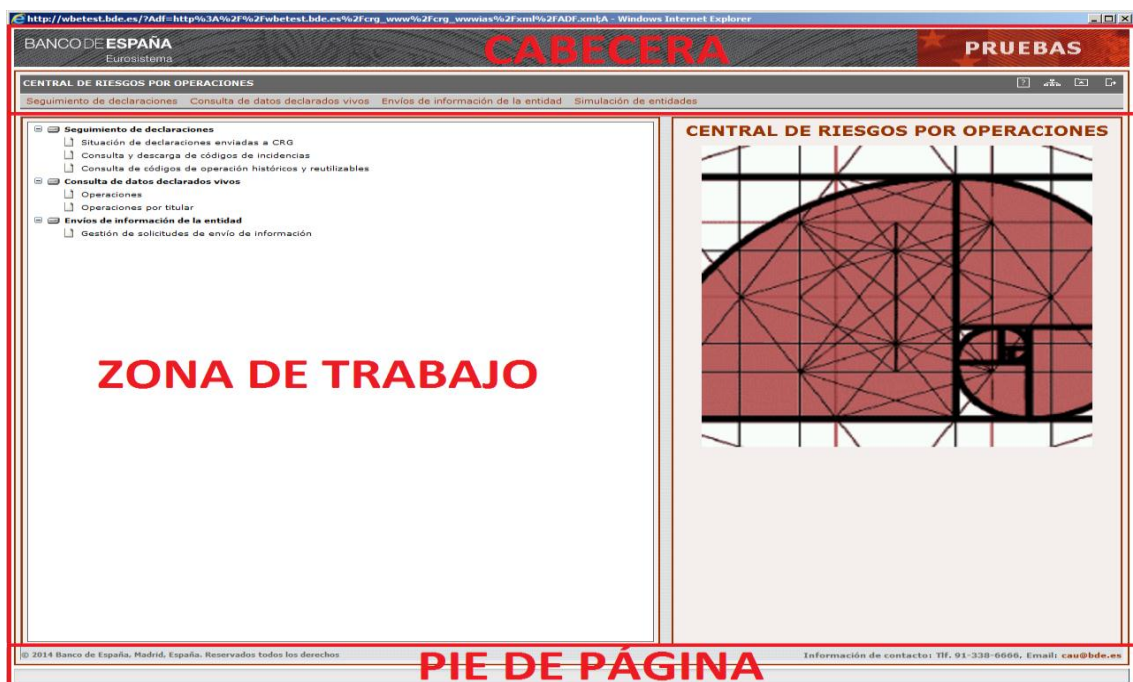 http://wbetest.bde.es/?Adf=http%3A%2F%2Fwbetest.bde.es%2Fcrg_www%2Fcrg_wwwias%2Fxml%2FADF.xml;A - Windows Internet Explorer
BANCO DE ESPAÑA
Eurosistema
CABECERA
PRUEBAS
CENTRAL DE RIESGOS POR OPERACIONES
Seguimiento de declaraciones Consulta de datos declarados vivos Envíos de información de la entidad Simulación de entidades
Seguimiento de declaraciones
Situación de declaraciones enviadas a CRG
Consulta y descarga de códigos de incidencias
Consulta de códigos de operación históricos y reutilizables
Consulta de datos declarados vivos
Operaciones
Operaciones por titular
Envíos de información de la entidad
Gestión de solicitudes de envío de información
ZONA DE TRABAJO
CENTRAL DE RIESGOS POR OPERACIONES
© 2014 Banco de España, Madrid, España. Reservados todos los derechos
PIE DE PÁGINA
Información de contacto: Tlf. 91-338-6666, Email: cau@bde.es